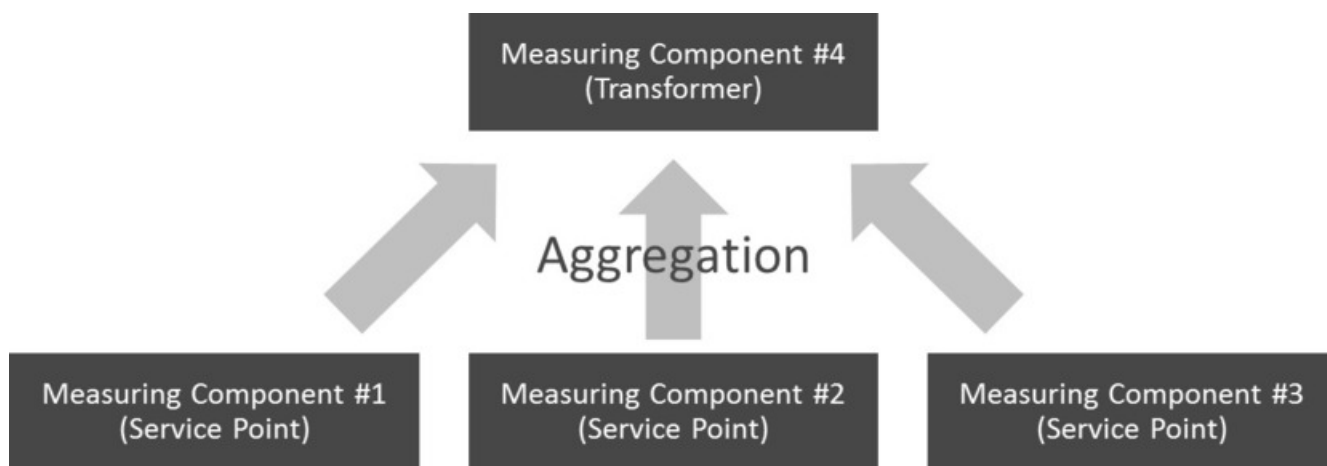 Measuring Component #4
(Transformer)
Aggregation
Measuring Component #1
(Service Point)
Measuring Component #2
(Service Point)
Measuring Component #3
(Service Point)